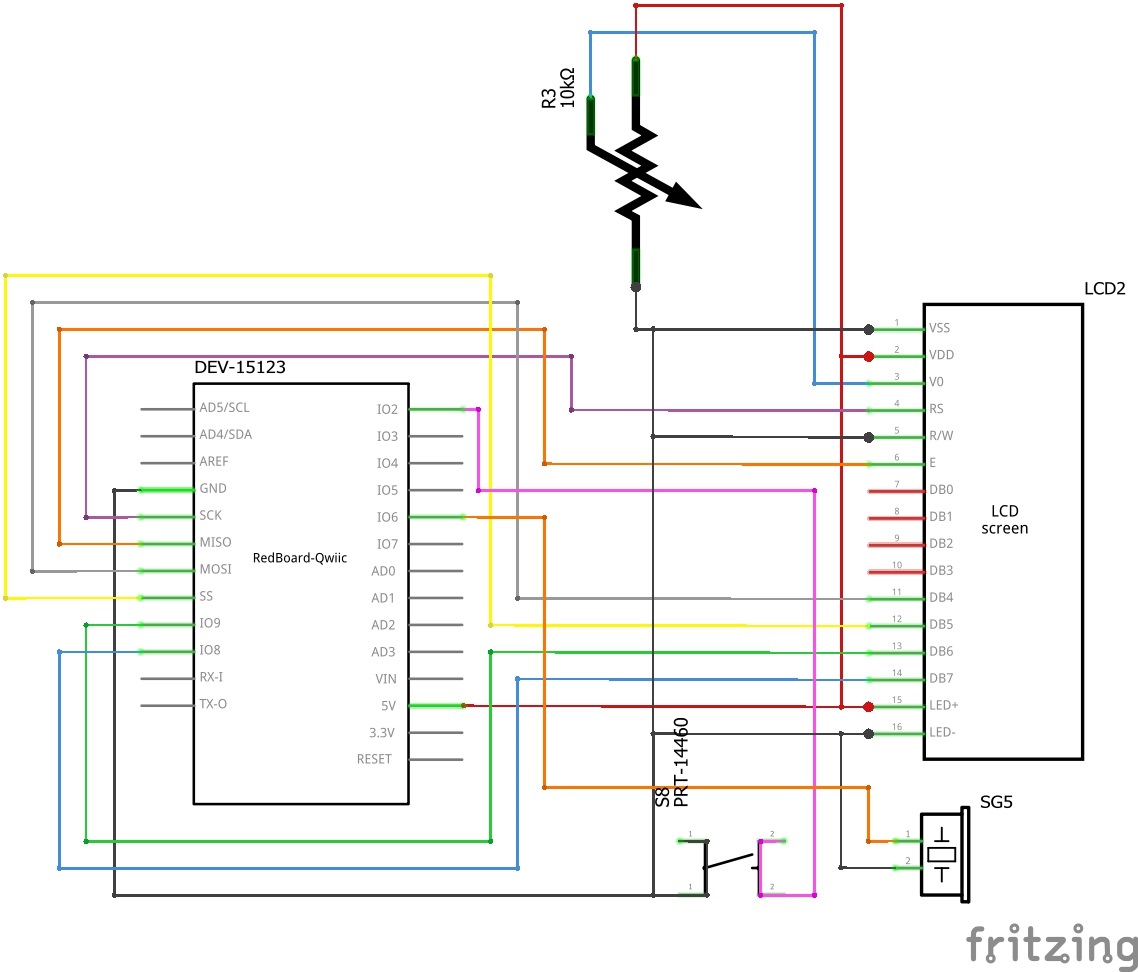 R3
10kΩ
LCD2
DEV-15123
AD5/SCL
AD4/SDA
AREF
GND
SCK
MISO
MOSI
SS
IO9
IO8
RX-I
TX-O
RedBoard-Qwiic
IO2
IO3
IO4
IO5
IO6
IO7
AD0
AD1
AD2
AD3
VIN
5V
3.3V
RESET
1 VSS
2 VDD
3 V0
4 RS
5 R/W
6 E
7 DB0
8 DB1
9 DB2
10 DB3
11 DB4
12 DB5
13 DB6
14 DB7
15 LED+
16 LED-
LCD
screen
S8
PRT-14460
1 2
1 2
SG5
1
2
fritzing